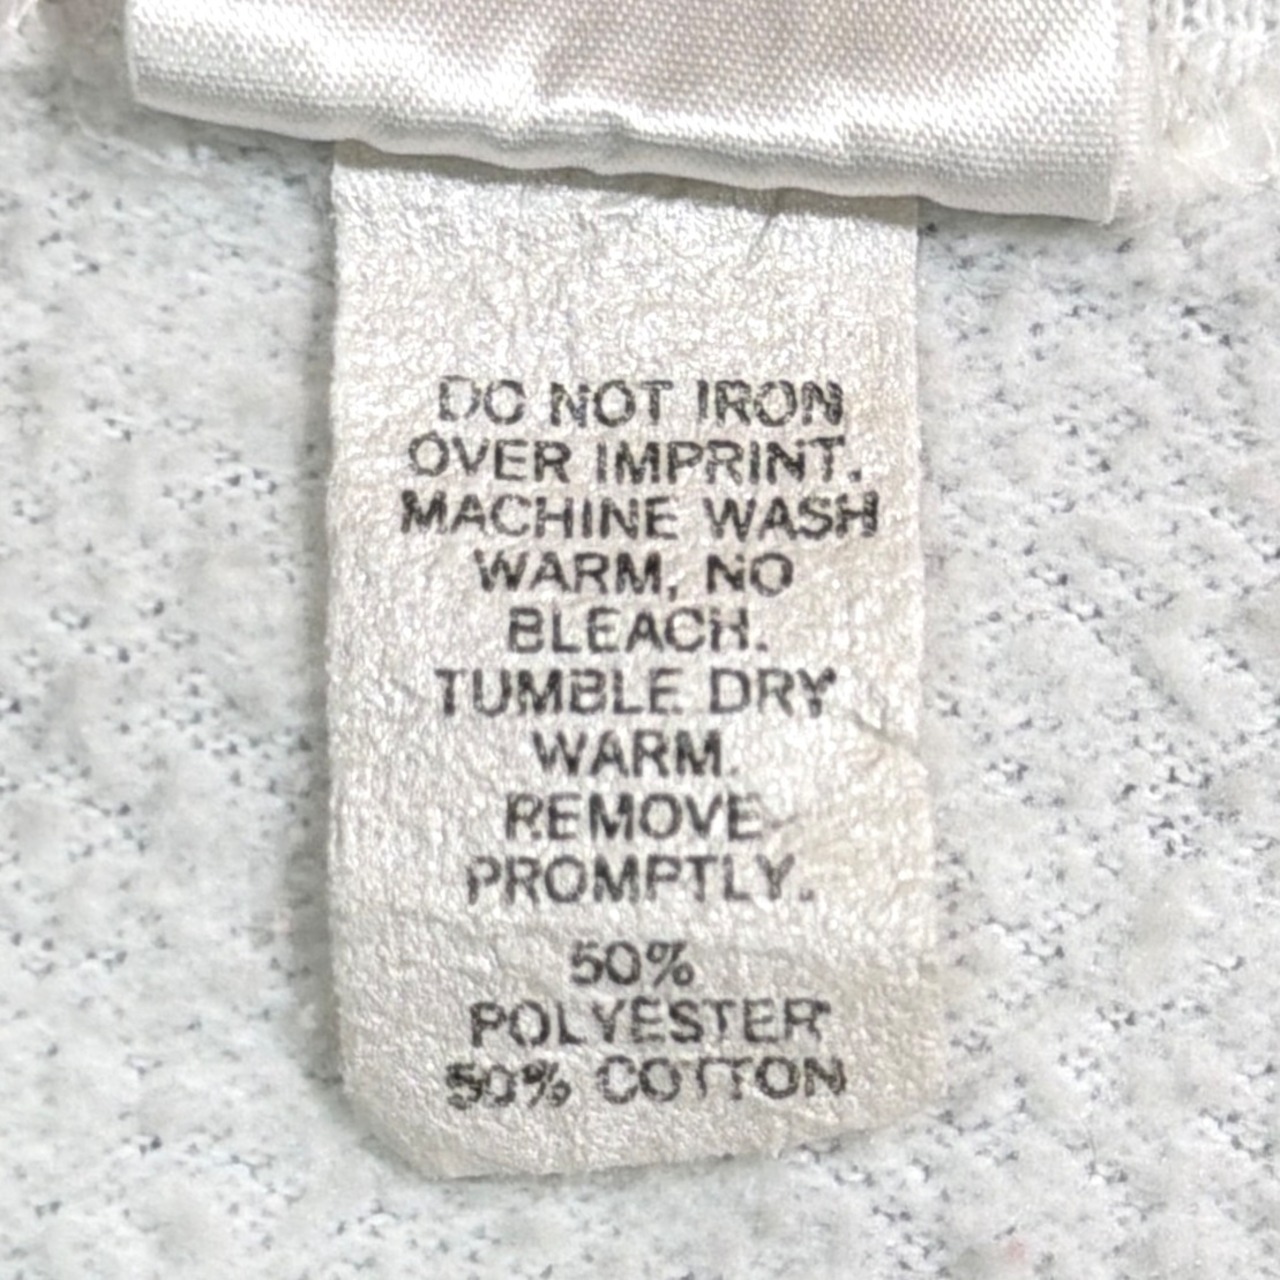 DO NOT IRON
OVER IMPRINT.
MACHINE WASH
WARM, NO
BLEACH.
TUMBLE DRY
WARM.
REMOVE
PROMPTLY.
50%
POLYESTER
50% COTTON